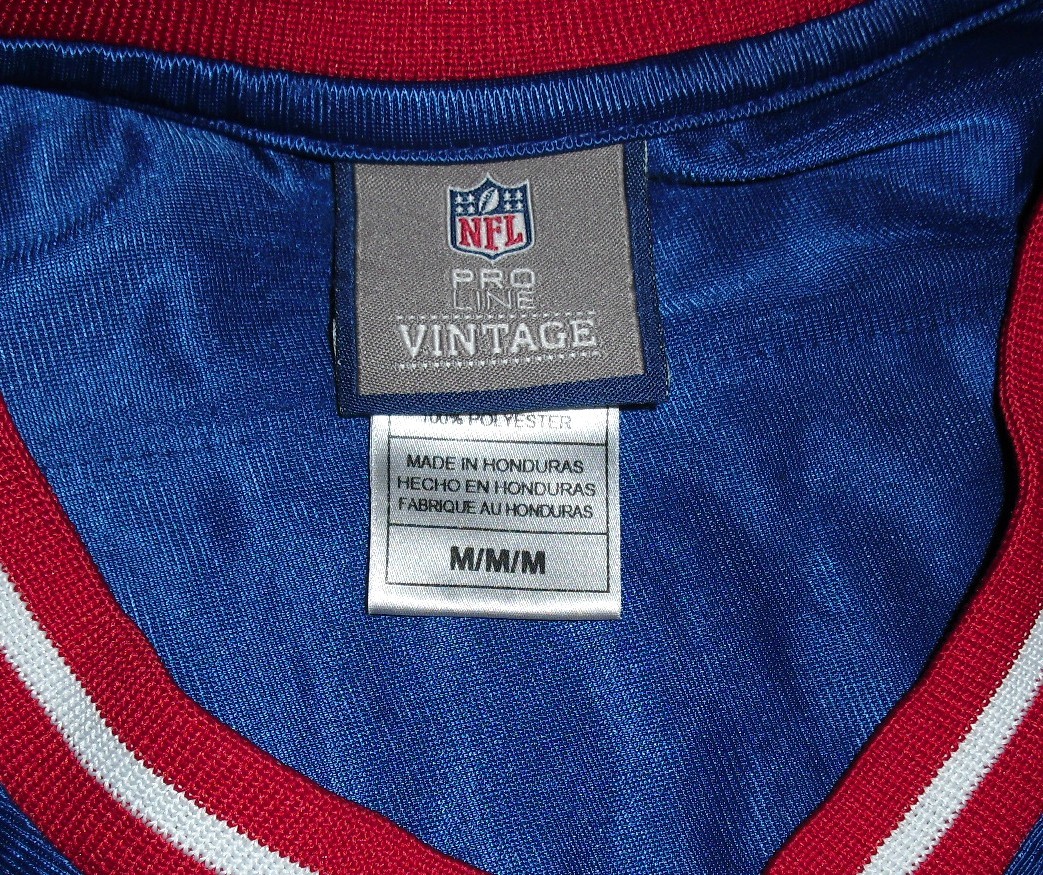 NFL
PRO
LINE
VINTAGE
100% POLYESTER
MADE IN HONDURAS
HECHO EN HONDURAS
FABRIQUE AU HONDURAS
M/M/M